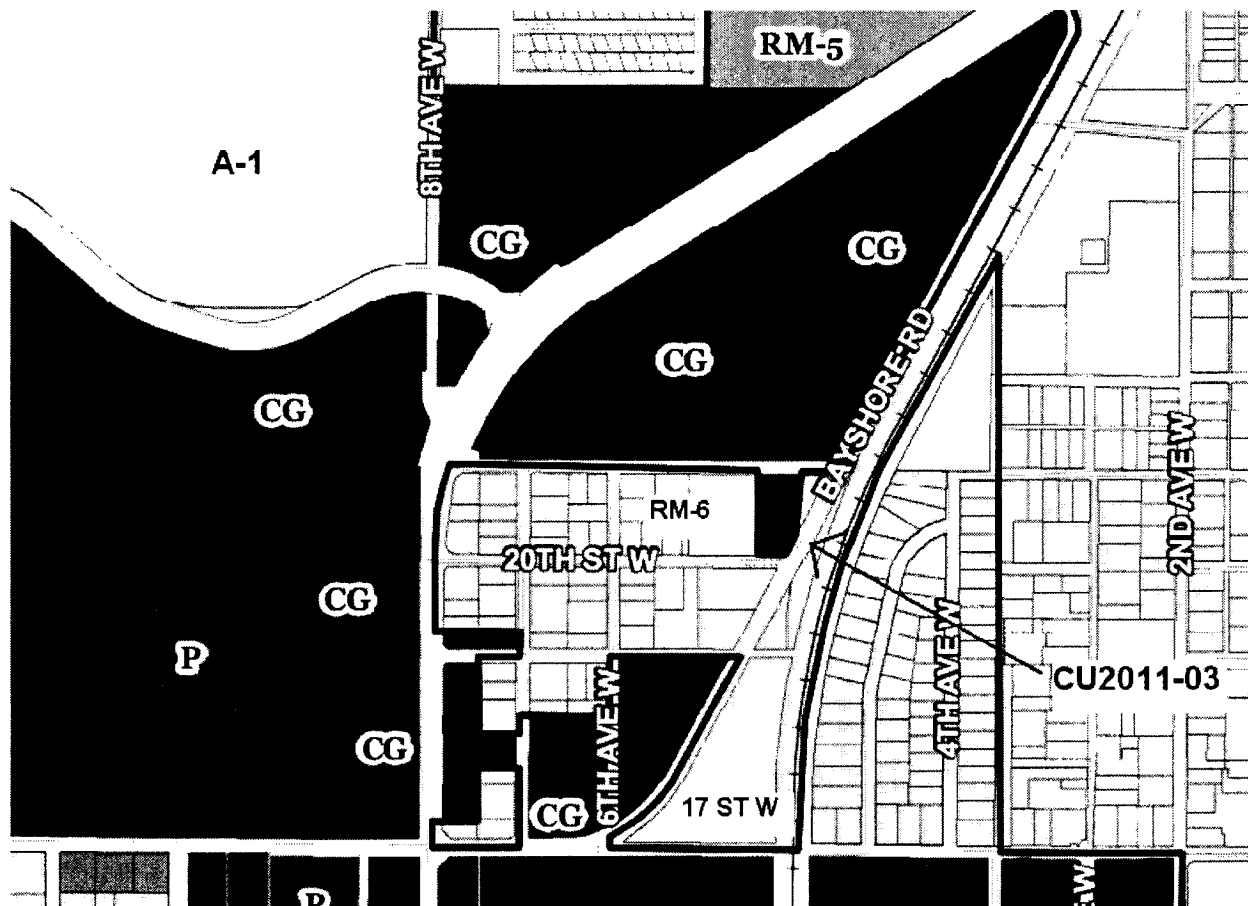 RM-5
A-1
8TH AVE W
CG
CG
CG
CG
BAYSHORE RD
2ND AVE W
RM-6
20TH ST W
CG
P
CU2011-03
4TH AVE W
6TH AVE W
CG
17 ST W
CG